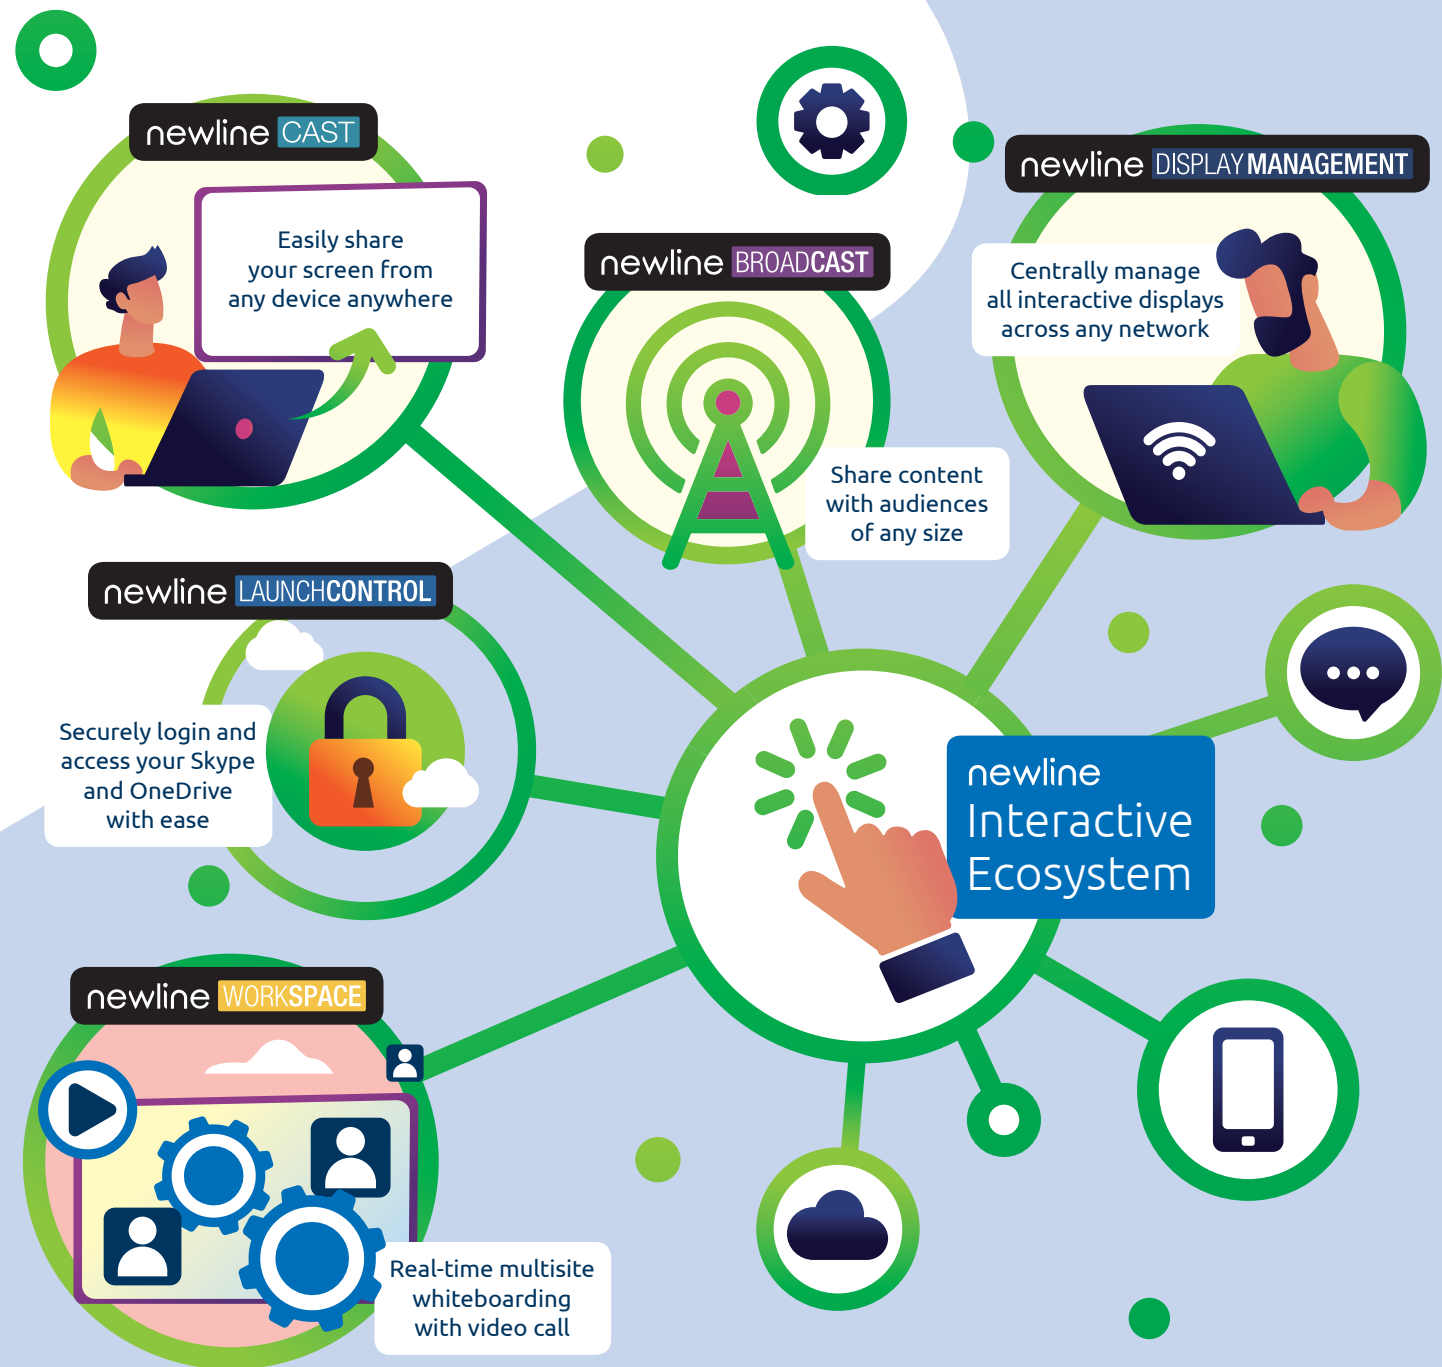 newline CAST
Easily share
your screen from
any device anywhere
newline BROADCAST
Share content
with audiences
of any size
newline DISPLAY MANAGEMENT
Centrally manage
all interactive displays
across any network
newline LAUNCHCONTROL
Securely login and
access your Skype
and OneDrive
with ease
newline
Interactive
Ecosystem
newline WORKSPACE
Real-time multisite
whiteboarding
with video call